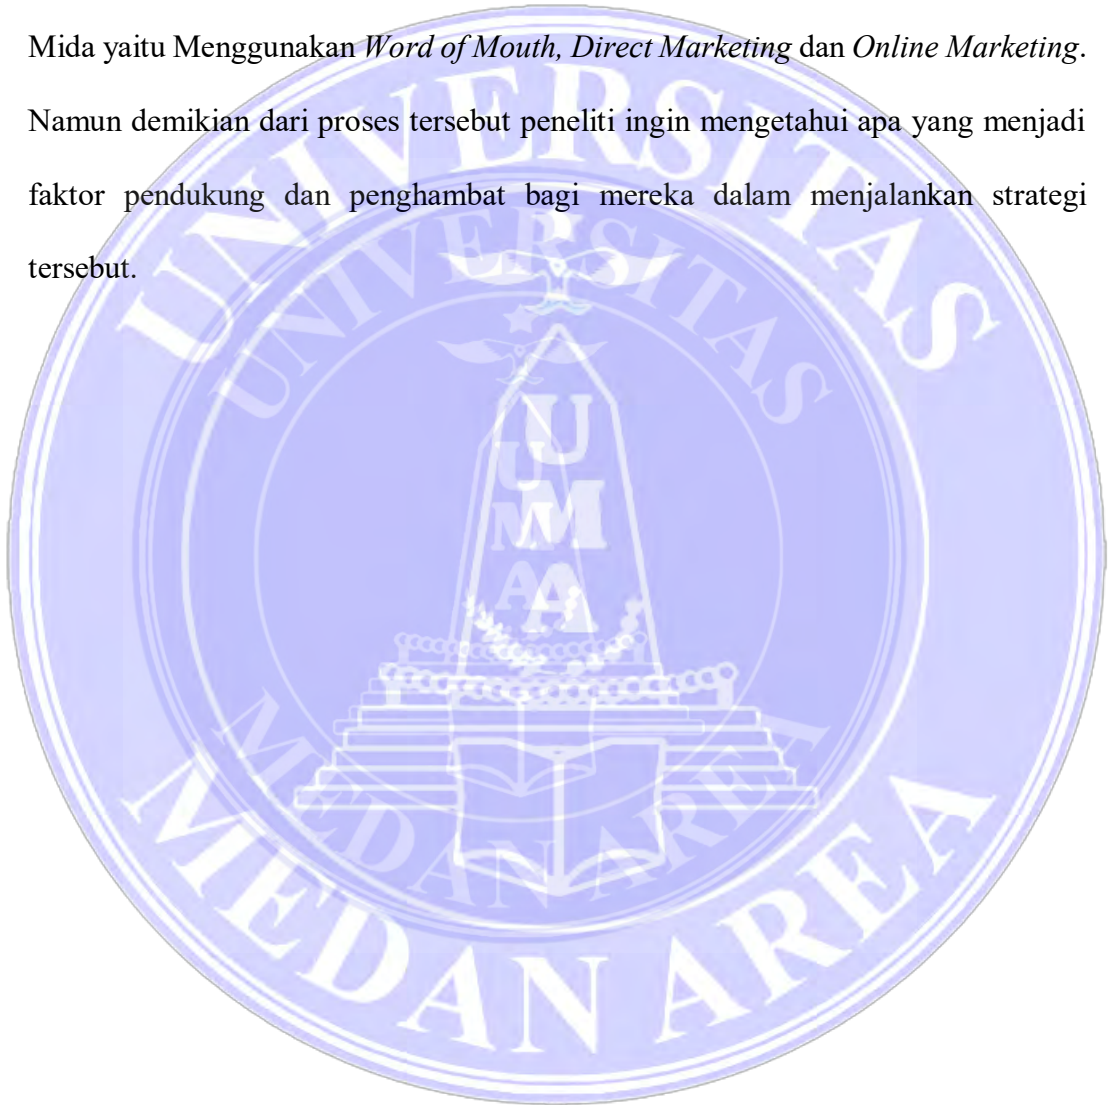 Mida yaitu Menggunakan Word of Mouth, Direct Marketing dan Online Marketing.
Namun demikian dari proses tersebut peneliti ingin mengetahui apa yang menjadi
faktor pendukung dan penghambat bagi mereka dalam menjalankan strategi
tersebut.
UNIVERSITAS
UNIVERSITAS
U
U
M
M
A
A
MEDAN AREA
MEDAN AREA